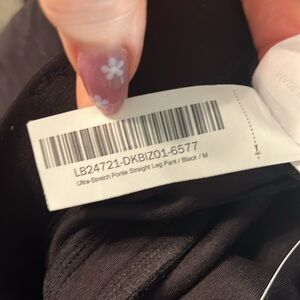 LB24721-DKBIZ01-6577
Ultra-Stretch Ponte Straight Leg Pant / Black / M